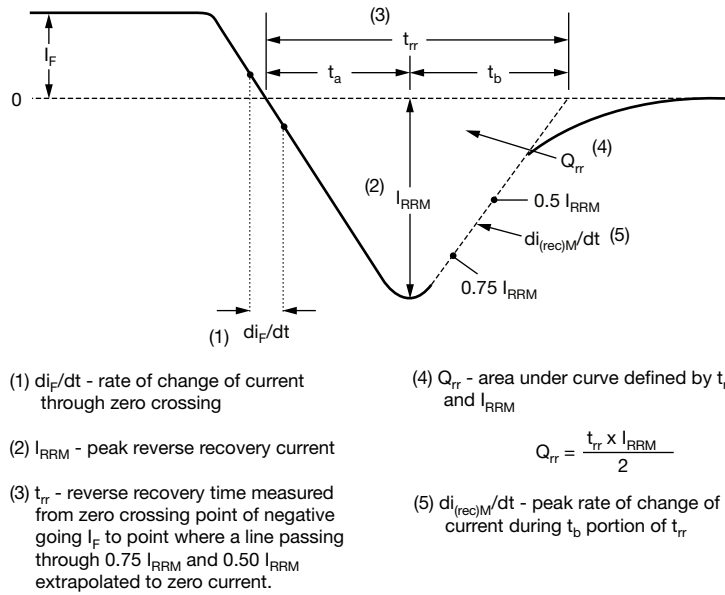 (3)
t_rr
I_F
t_a
t_b
0
Q_rr (4)
(2) I_RRM
0.5 I_RRM
di_(rec)M/dt (5)
0.75 I_RRM
(1) di_F/dt
(1) di_F/dt - rate of change of current
through zero crossing
(2) I_RRM - peak reverse recovery current
(3) t_rr - reverse recovery time measured
from zero crossing point of negative
going I_F to point where a line passing
through 0.75 I_RRM and 0.50 I_RRM
extrapolated to zero current.
(4) Q_rr - area under curve defined by
and I_RRM
Q_rr = t_rr x I_RRM
2
(5) di_(rec)M/dt - peak rate of change of
current during t_b portion of t_rr